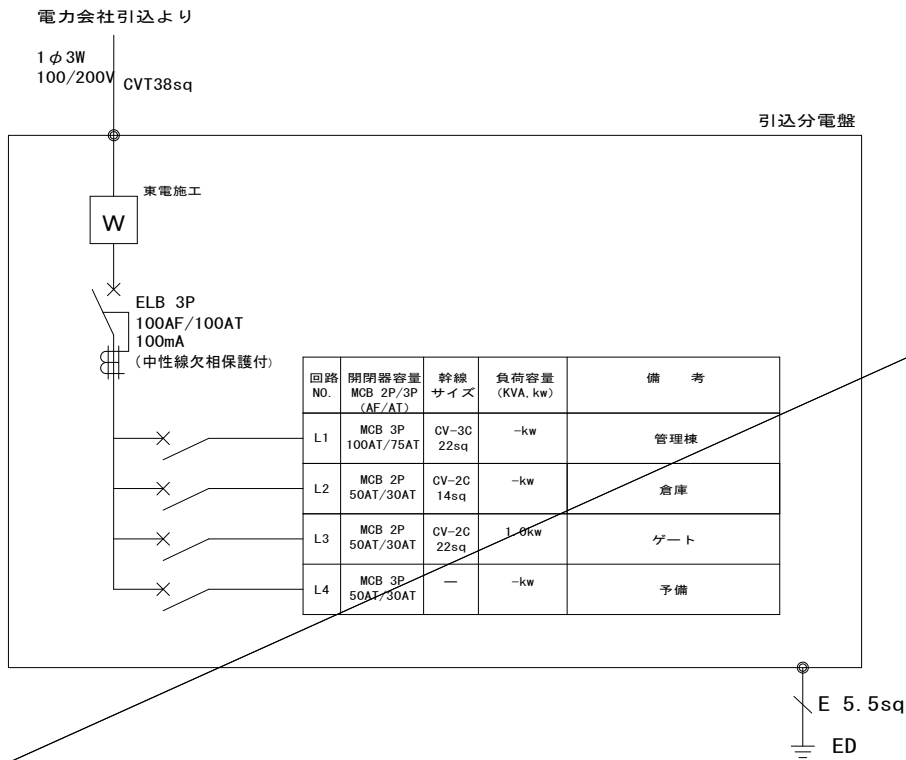 電力会社引込より
1φ3W
100/200V
CVT38sq
引込分電盤
東電施工
W
ELB 3P
100AF/100AT
100mA
(中性線欠相保護付)
回路 開閉器容量 幹線 負荷容量 備 考
NO. MCB 2P/3P サイズ (KVA,kw)
(AF/AT)
L1 MCB 3P CV-3C -kw 管理棟
100AT/75AT 22sq
L2 MCB 2P CV-2C -kw 倉庫
50AT/30AT 14sq
L3 MCB 2P CV-2C 1.0kw ゲート
50AT/30AT 22sq
L4 MCB 3P ― -kw 予備
50AT/30AT
E 5.5sq
ED